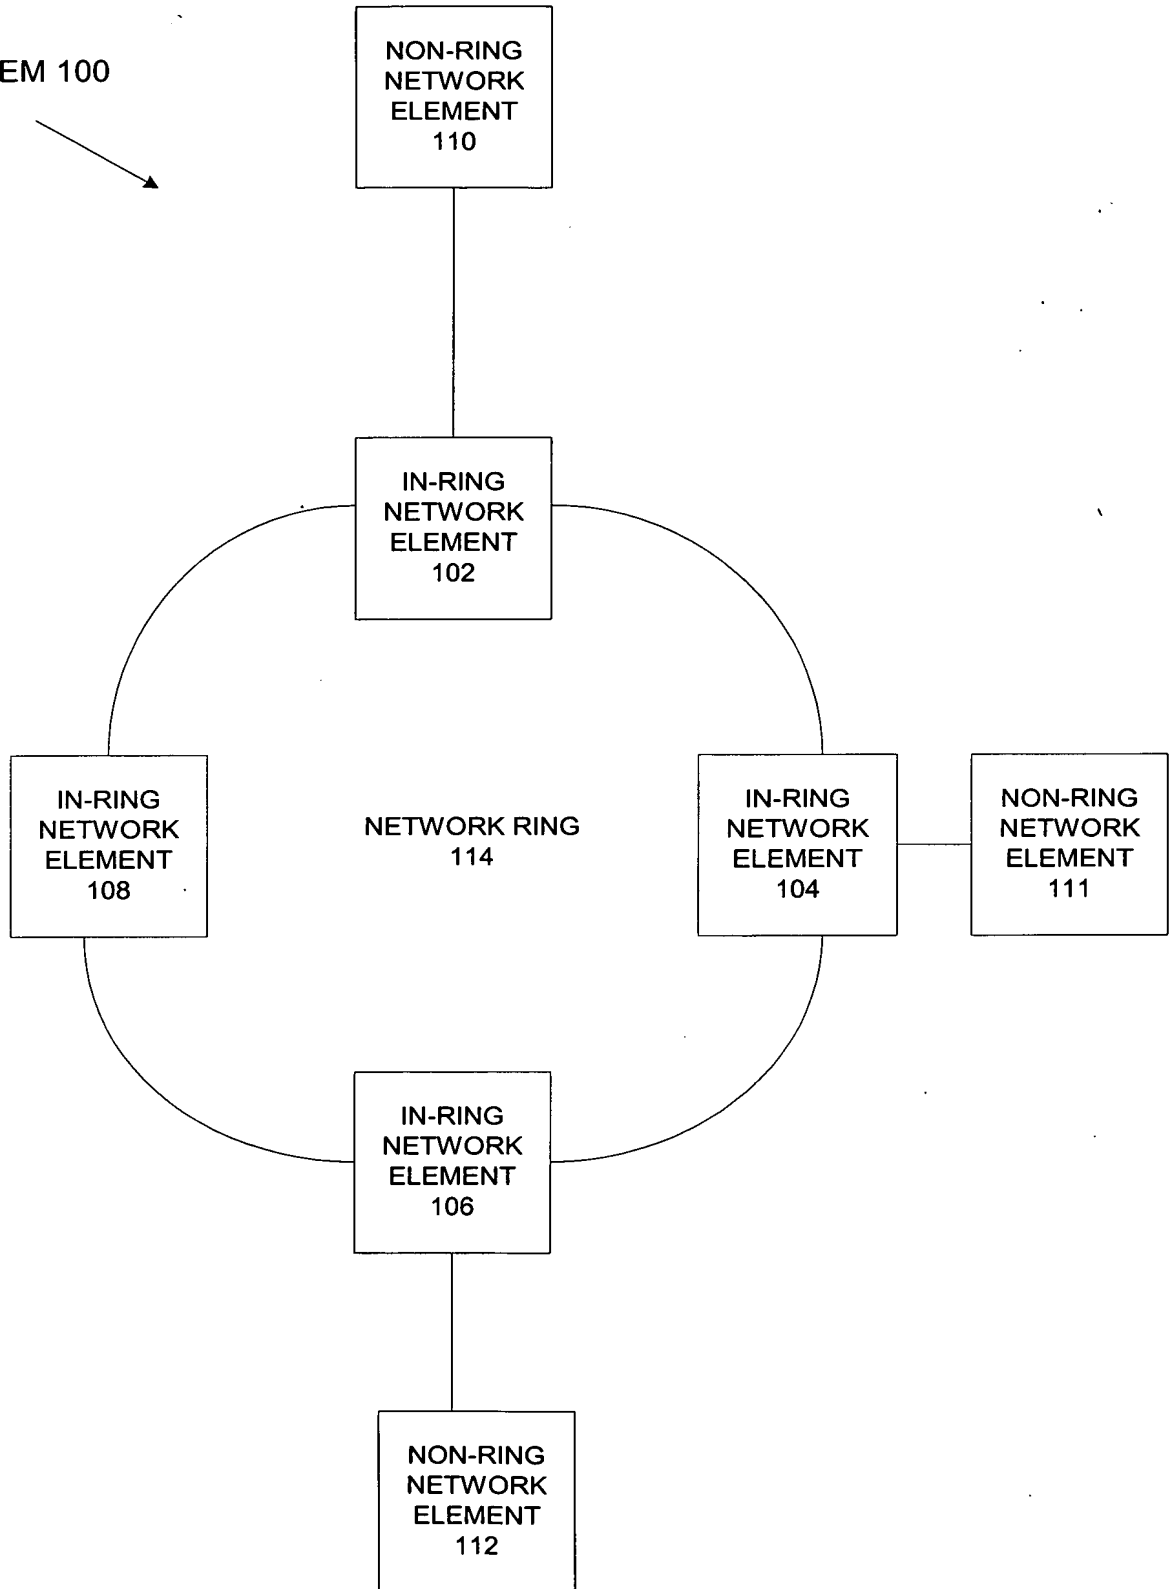 EM 100
NON-RING
NETWORK
ELEMENT
110
IN-RING
NETWORK
ELEMENT
102
IN-RING
NETWORK
ELEMENT
108
NETWORK RING
114
IN-RING
NETWORK
ELEMENT
104
NON-RING
NETWORK
ELEMENT
111
IN-RING
NETWORK
ELEMENT
106
NON-RING
NETWORK
ELEMENT
112